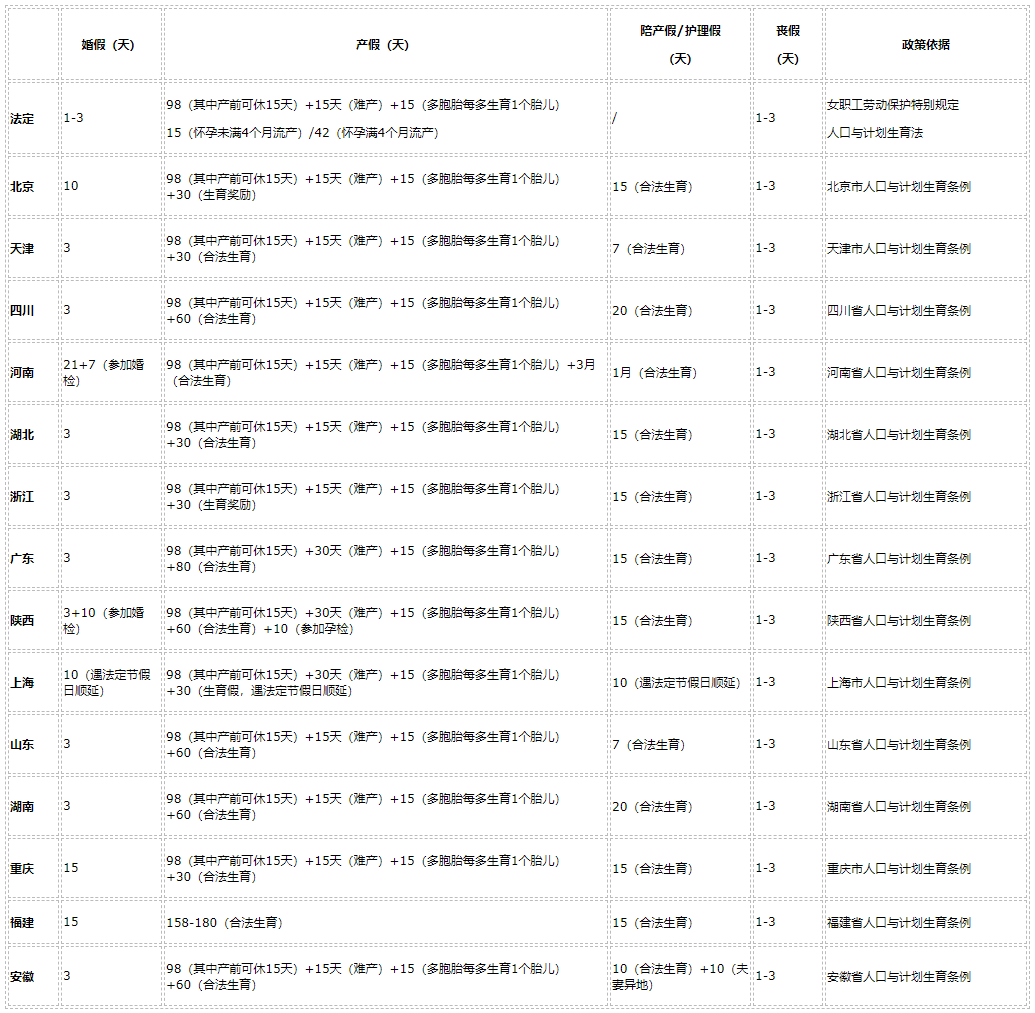 婚假（天）
产假（天）
陪产假/护理假
（天）
丧假
（天）
政策依据
法定
1-3
98（其中产前可休15天）+15天（难产）+15（多胞胎每多生育1个胎儿）
15（怀孕未满4个月流产）/42（怀孕满4个月流产）
/
1-3
女职工劳动保护特别规定
人口与计划生育法
北京
10
98（其中产前可休15天）+15天（难产）+15（多胞胎每多生育1个胎儿）
+30（生育奖励）
15（合法生育）
1-3
北京市人口与计划生育条例
天津
3
98（其中产前可休15天）+15天（难产）+15（多胞胎每多生育1个胎儿）
+30（合法生育）
7（合法生育）
1-3
天津市人口与计划生育条例
四川
3
98（其中产前可休15天）+15天（难产）+15（多胞胎每多生育1个胎儿）
+60（合法生育）
20（合法生育）
1-3
四川省人口与计划生育条例
河南
21+7（参加婚
检）
98（其中产前可休15天）+15天（难产）+15（多胞胎每多生育1个胎儿）+3月
（合法生育）
1月（合法生育）
1-3
河南省人口与计划生育条例
湖北
3
98（其中产前可休15天）+15天（难产）+15（多胞胎每多生育1个胎儿）
+30（合法生育）
15（合法生育）
1-3
湖北省人口与计划生育条例
浙江
3
98（其中产前可休15天）+15天（难产）+15（多胞胎每多生育1个胎儿）
+30（生育奖励）
15（合法生育）
1-3
浙江省人口与计划生育条例
广东
3
98（其中产前可休15天）+30天（难产）+15（多胞胎每多生育1个胎儿）
+80（合法生育）
15（合法生育）
1-3
广东省人口与计划生育条例
陕西
3+10（参加婚
检）
98（其中产前可休15天）+30天（难产）+15（多胞胎每多生育1个胎儿）
+60（合法生育）+10（参加孕检）
15（合法生育）
1-3
陕西省人口与计划生育条例
上海
10（遇法定节假
日顺延）
98（其中产前可休15天）+30天（难产）+15（多胞胎每多生育1个胎儿）
+30（生育假，遇法定节假日顺延）
10（遇法定节假日顺延）
1-3
上海市人口与计划生育条例
山东
3
98（其中产前可休15天）+15天（难产）+15（多胞胎每多生育1个胎儿）
+60（合法生育）
7（合法生育）
1-3
山东省人口与计划生育条例
湖南
3
98（其中产前可休15天）+15天（难产）+15（多胞胎每多生育1个胎儿）
+60（合法生育）
20（合法生育）
1-3
湖南省人口与计划生育条例
重庆
15
98（其中产前可休15天）+15天（难产）+15（多胞胎每多生育1个胎儿）
+30（合法生育）
15（合法生育）
1-3
重庆市人口与计划生育条例
福建
15
158-180（合法生育）
15（合法生育）
1-3
福建省人口与计划生育条例
安徽
3
98（其中产前可休15天）+15天（难产）+15（多胞胎每多生育1个胎儿）
+60（合法生育）
10（合法生育）+10（夫
妻异地）
1-3
安徽省人口与计划生育条例